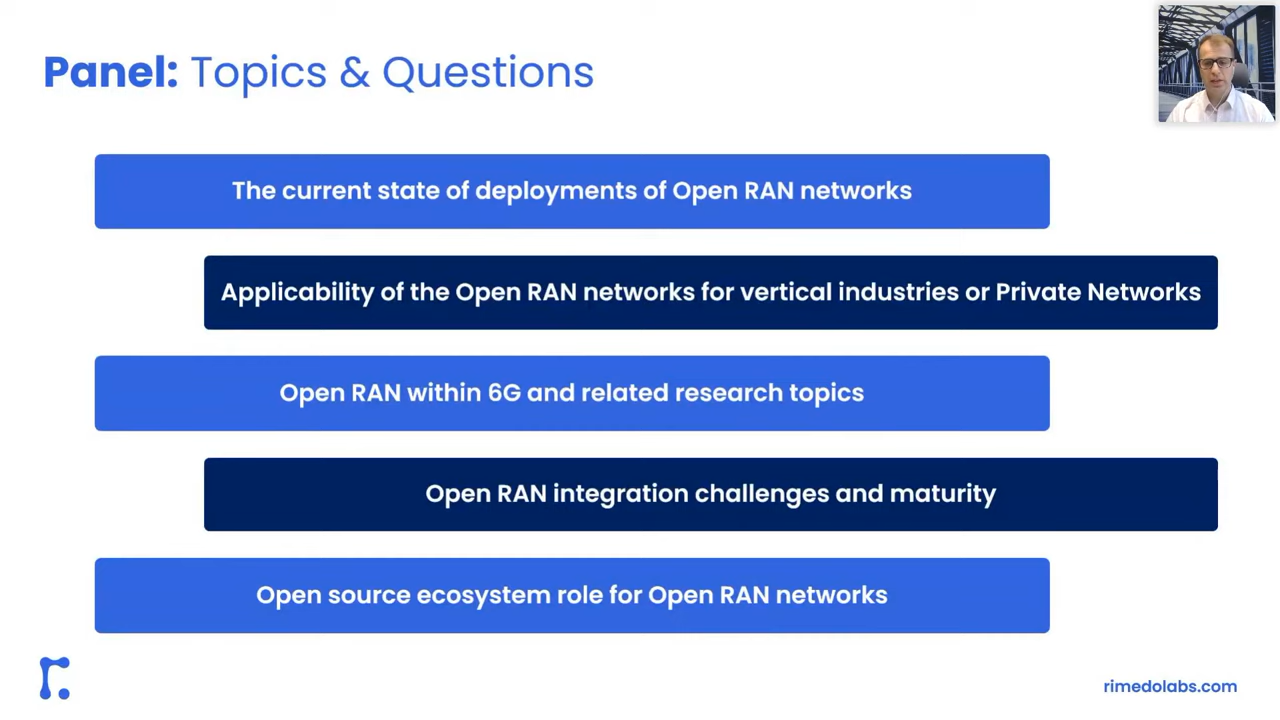 Panel: Topics & Questions
The current state of deployments of Open RAN networks
Applicability of the Open RAN networks for vertical industries or Private Networks
Open RAN within 6G and related research topics
Open RAN integration challenges and maturity
Open source ecosystem role for Open RAN networks
rimedolabs.com